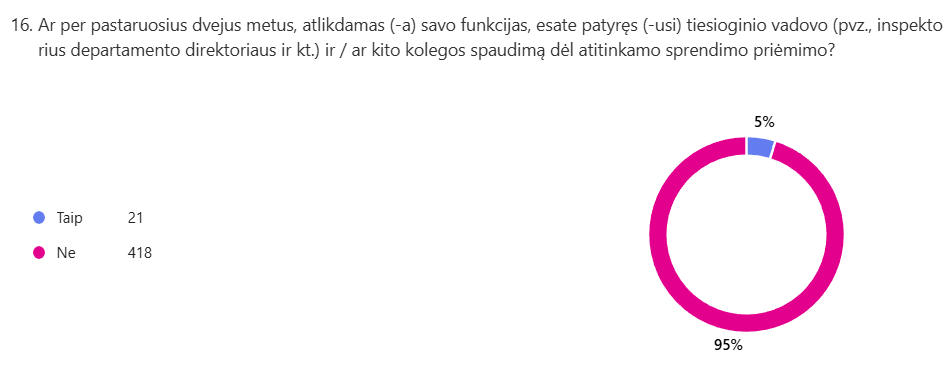 16. Ar per pastaruosius dvejus metus, atlikdamas (-a) savo funkcijas, esate patyręs (-usi) tiesioginio vadovo (pvz., inspekto
rius departamento direktoriaus ir kt.) ir / ar kito kolegos spaudimą dėl atitinkamo sprendimo priėmimo?
5%
Taip 21
Ne 418
95%